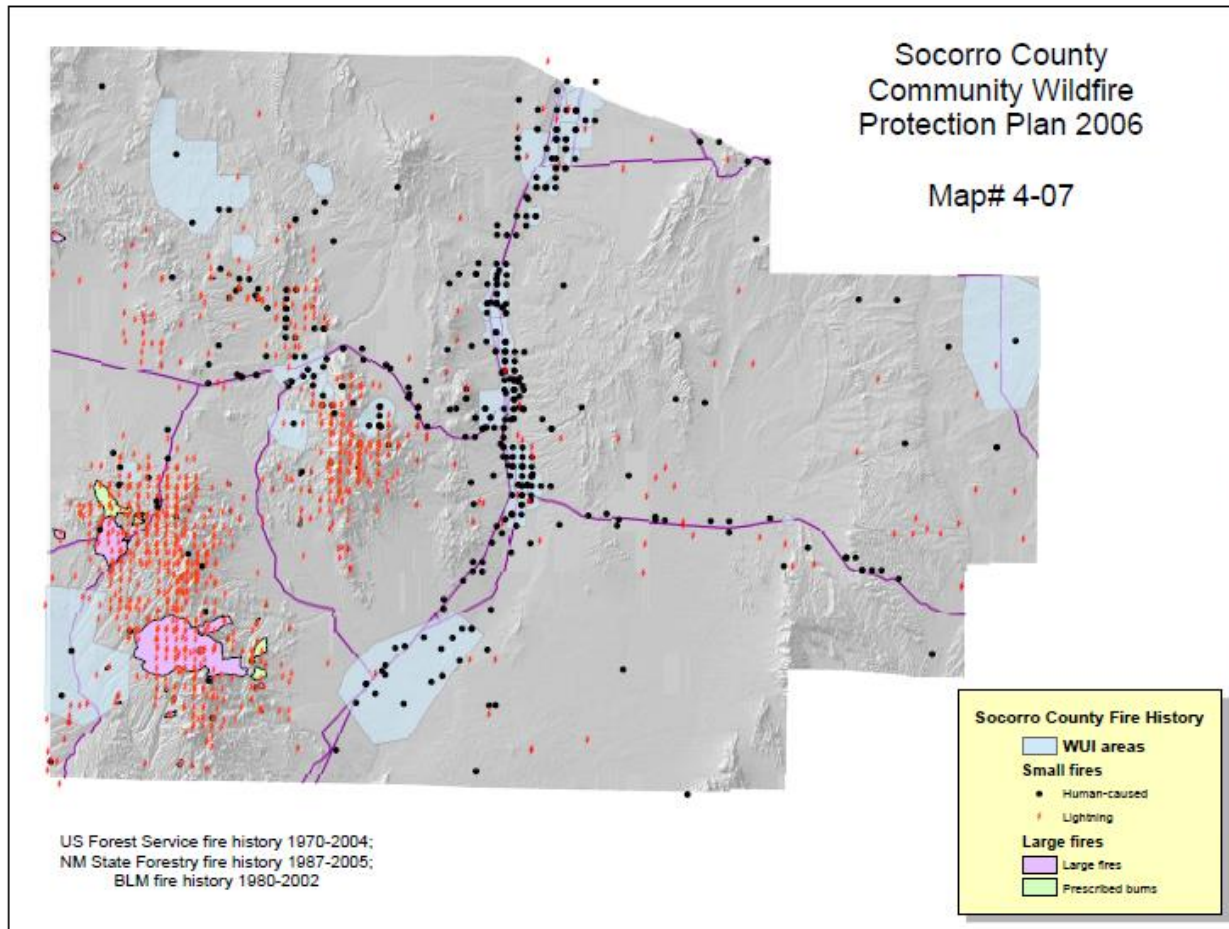 Socorro County
Community Wildfire
Protection Plan 2006
Map# 4-07
US Forest Service fire history 1970-2004;
NM State Forestry fire history 1987-2005;
BLM fire history 1980-2002
Socorro County Fire History
WUI areas
Small fires
Human-caused
Lightning
Large fires
Large fires
Prescribed burns